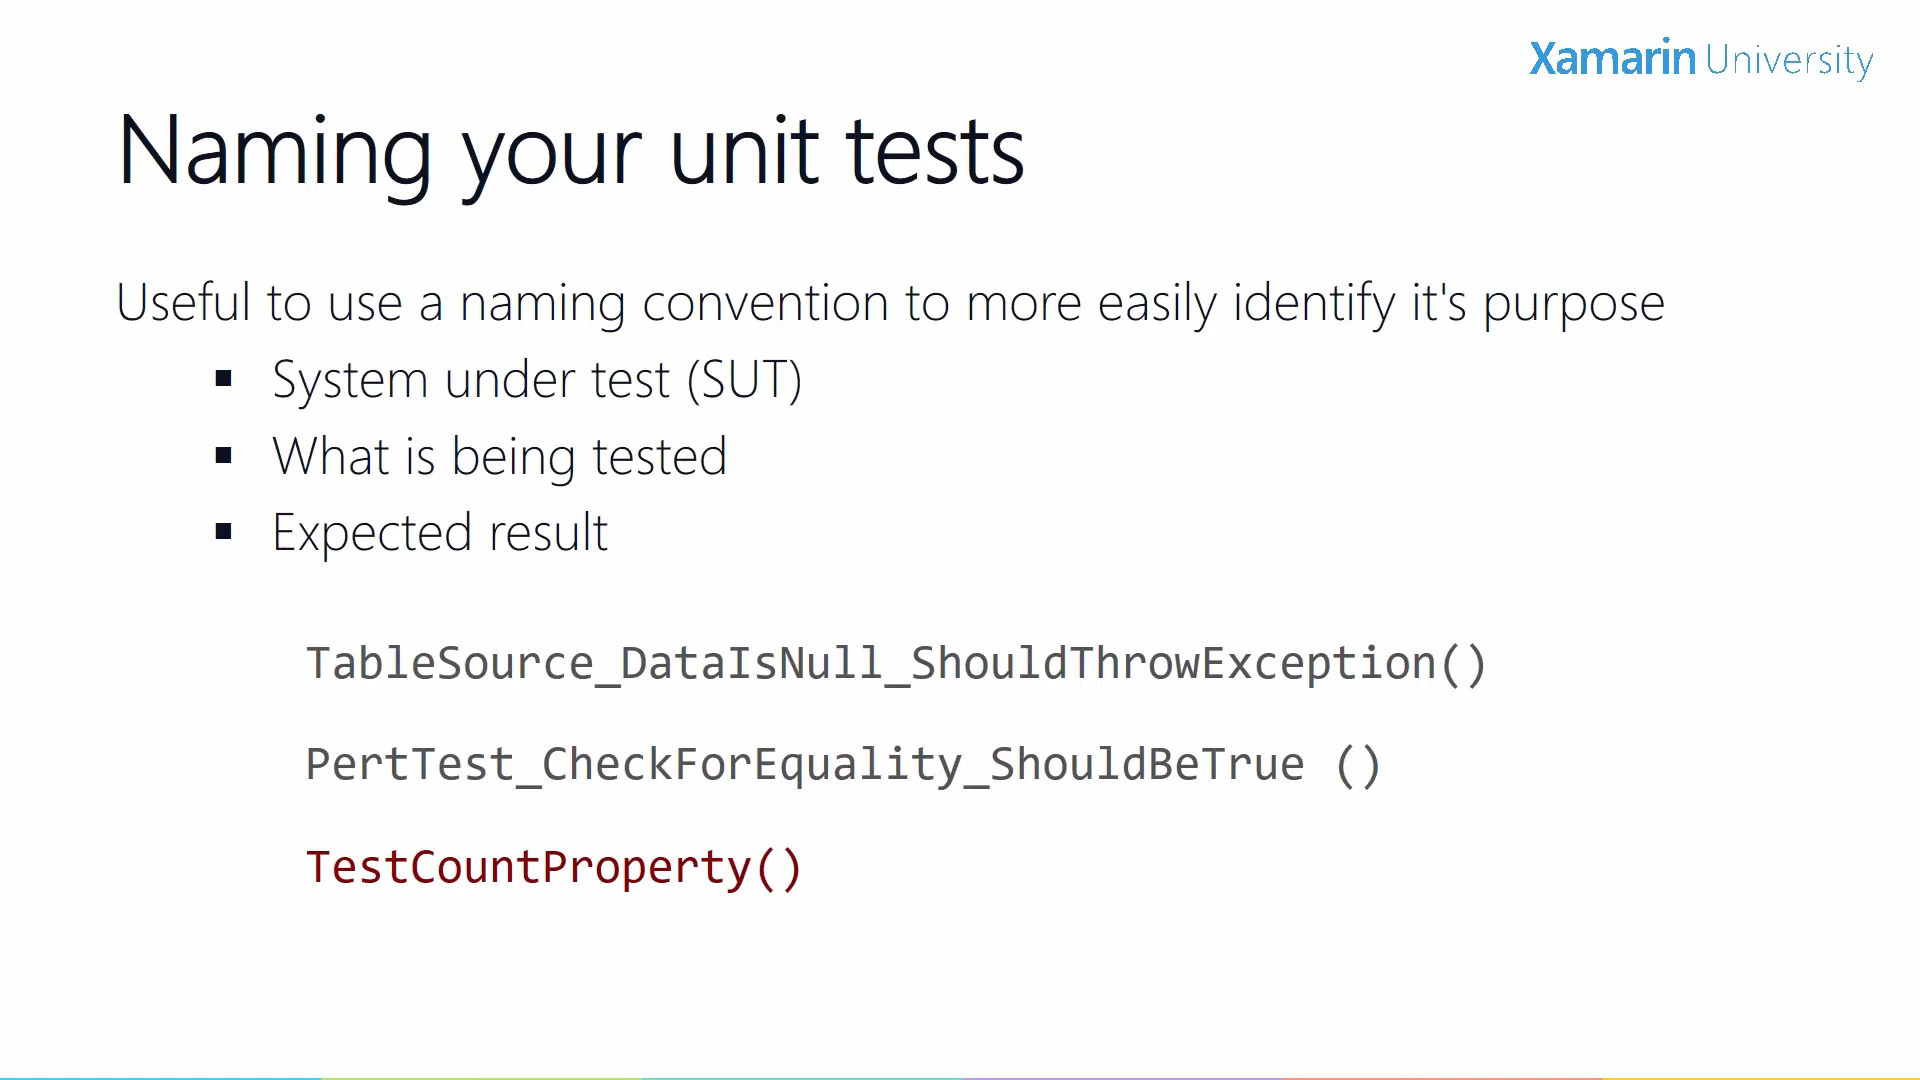 Xamarin University
Naming your unit tests
Useful to use a naming convention to more easily identify it's purpose
▪ System under test (SUT)
▪ What is being tested
▪ Expected result
TableSource_DataIsNull_ShouldThrowException()
PertTest_CheckForEquality_ShouldBeTrue ()
TestCountProperty()